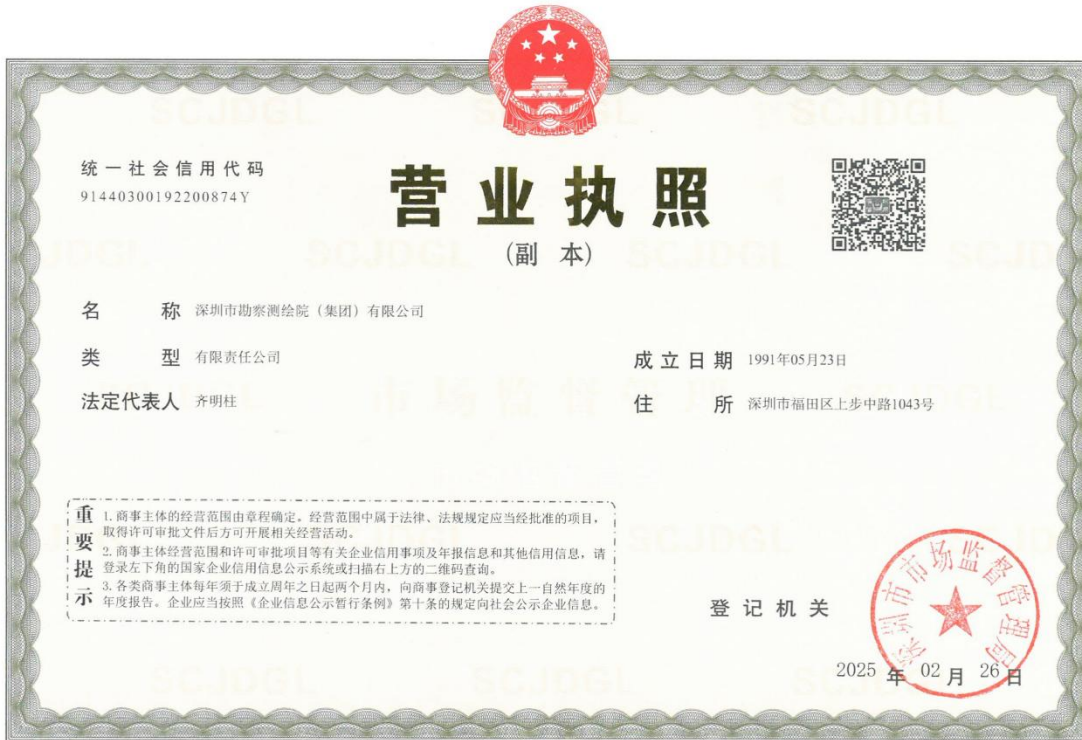 统一社会信用代码
91440300192200874Y
营业执照
(副 本)
名 称 深圳市勘察测绘院（集团）有限公司
类 型 有限责任公司
成立日期 1991年05月23日
法定代表人 齐明柱
住 所 深圳市福田区上步中路1043号
重要提示
1. 商事主体的经营范围由章程确定。经营范围中属于法律、法规规定应当经批准的项目，
取得许可审批文件后方可开展相关经营活动。
2. 商事主体经营范围和许可审批项目等有关企业信用事项及年报信息和其他信用信息，请
登录左下角的国家企业信用信息公示系统或扫描右上方的二维码查询。
3. 各类商事主体每年须于成立周年之日起两个月内，向商事登记机关提交上一自然年度的
年度报告。企业应当按照《企业信息公示暂行条例》第十条的规定向社会公示企业信息。
登记机关
深圳市市场监督管理局
2025 年 02 月 26 日
SCJDGL
市场监督管理